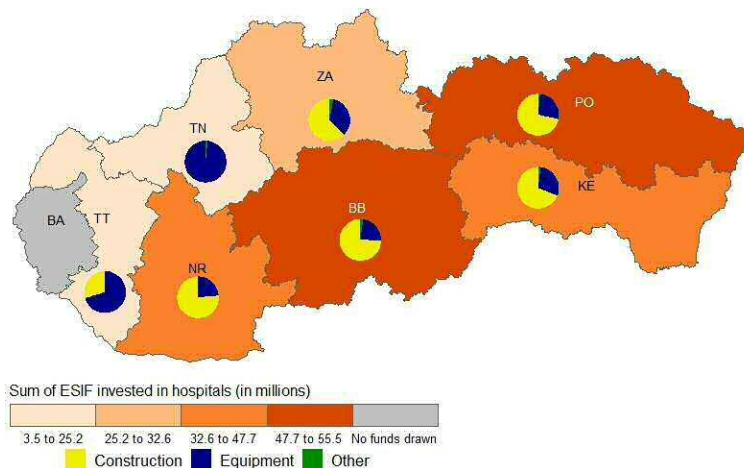 ZA
PO
TN
KE
BB
BA
TT
NR
Sum of ESIF invested in hospitals (in millions)
3.5 to 25.2 25.2 to 32.6 32.6 to 47.7 47.7 to 55.5 No funds drawn
Construction Equipment Other